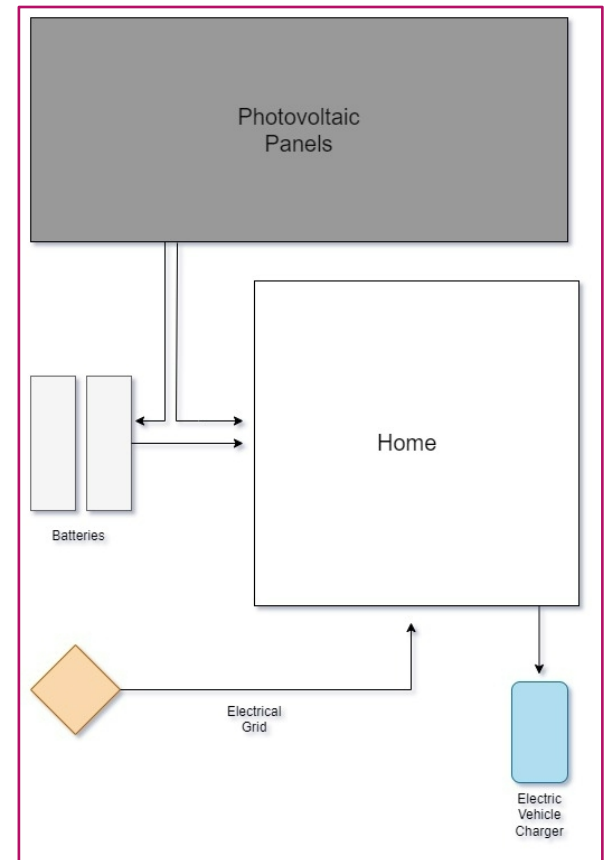 Photovoltaic
Panels
Home
Batteries
Electrical
Grid
Electric
Vehicle
Charger